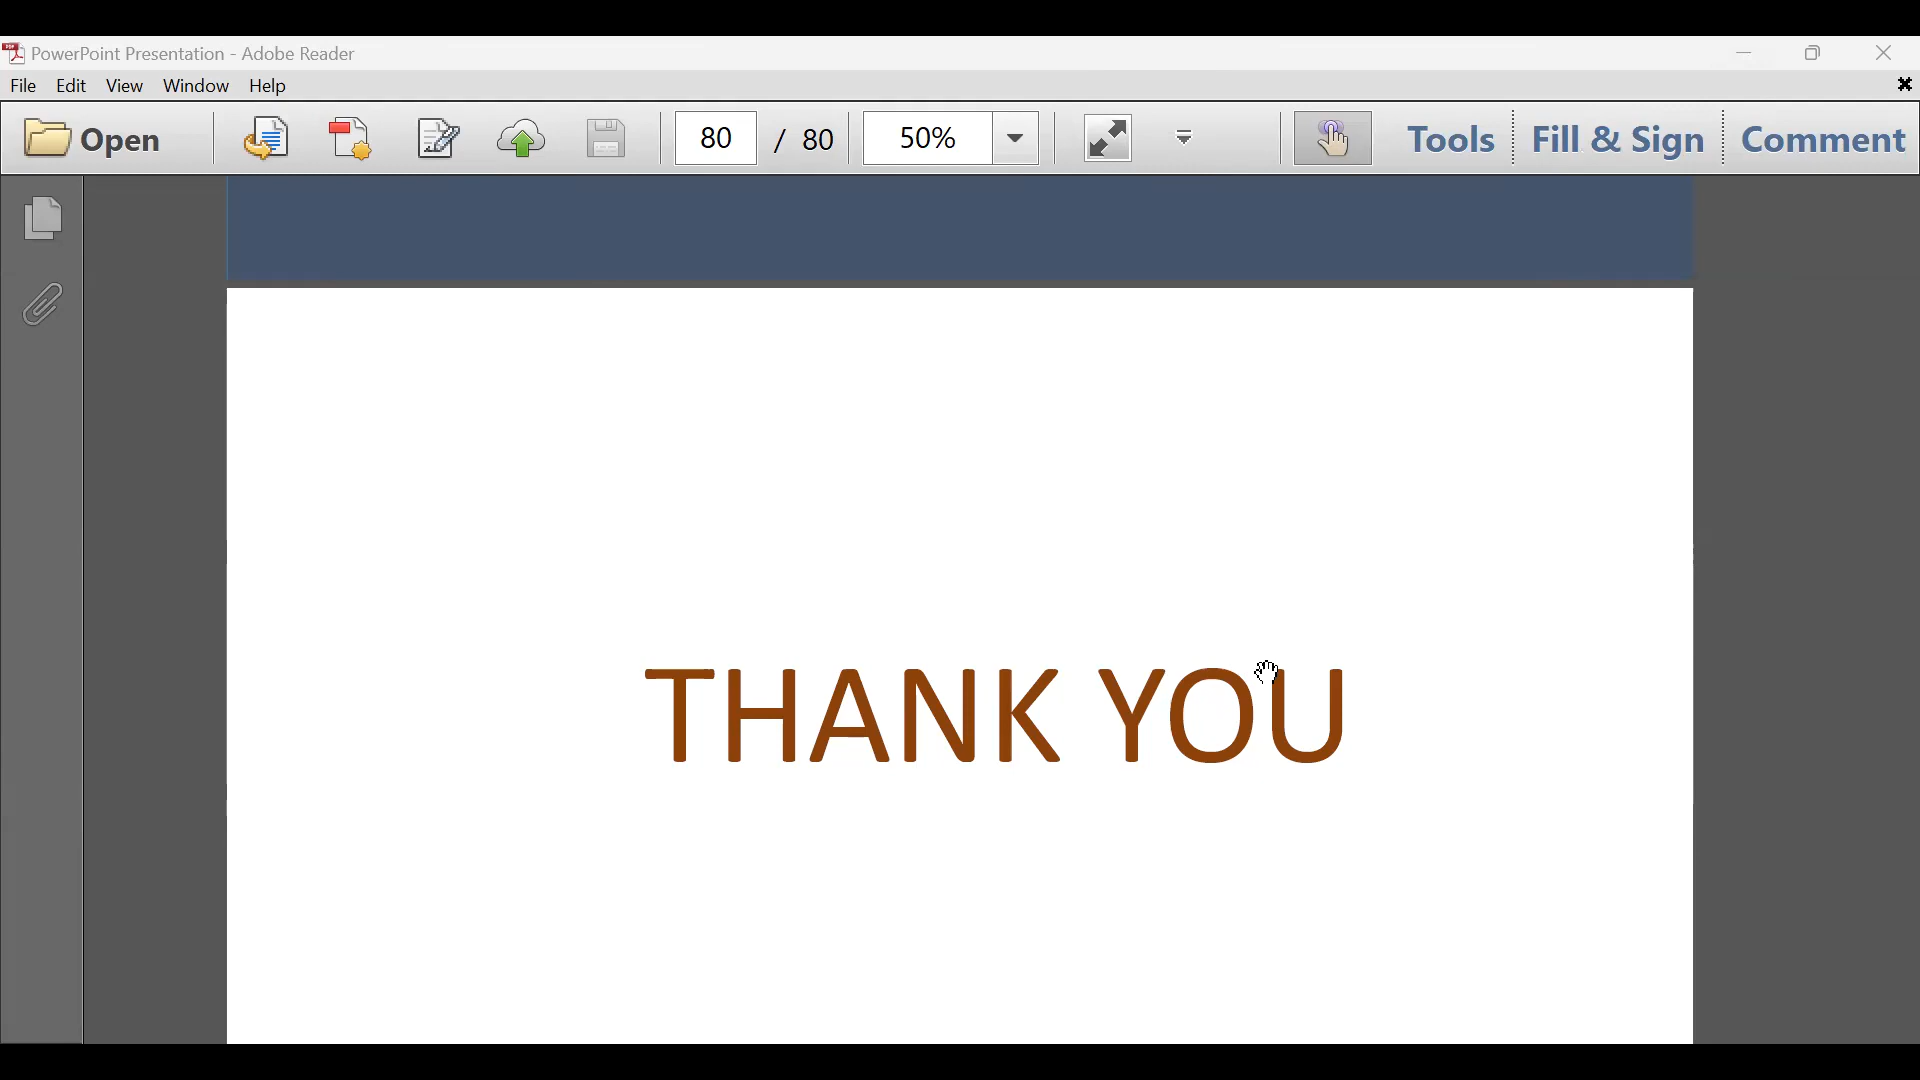 PowerPoint Presentation - Adobe Reader
File Edit View Window Help
Open 80 / 80 50% Tools Fill & Sign Comment
THANK YOU